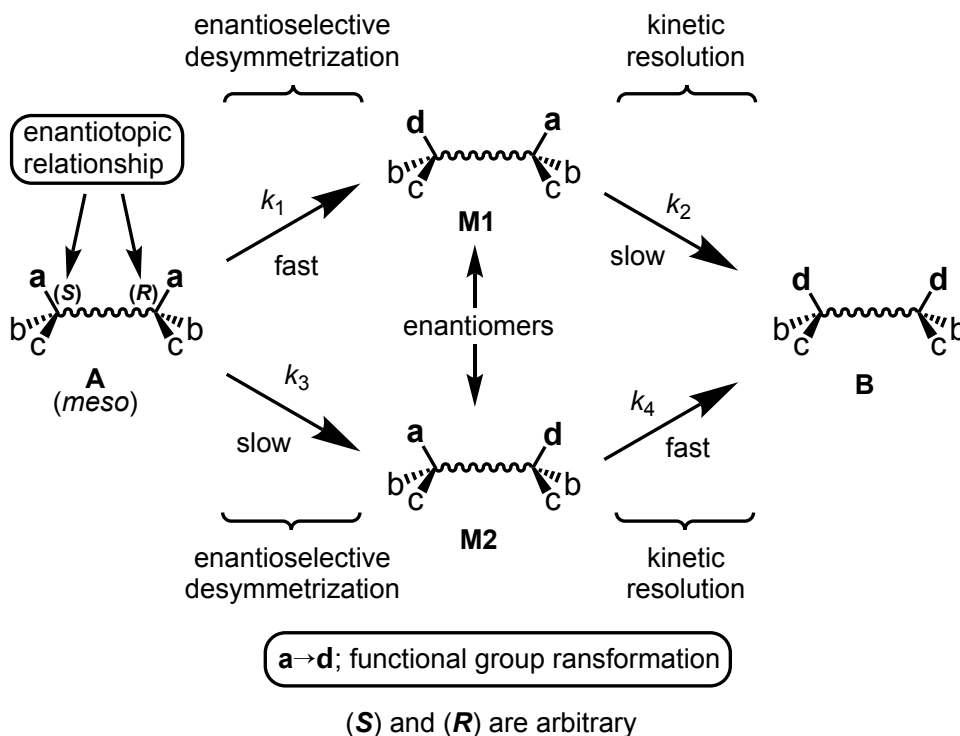 enantioselective
desymmetrization
kinetic
resolution
enantiotopic
relationship
d
a
b
c
b
c
M1
k1
fast
k2
slow
a
(S)
(R)
a
b
c
b
c
A
(meso)
enantiomers
d
d
b
c
b
c
B
k3
slow
k4
fast
a
d
b
c
b
c
M2
enantioselective
desymmetrization
kinetic
resolution
a→d; functional group ransformation
(S) and (R) are arbitrary